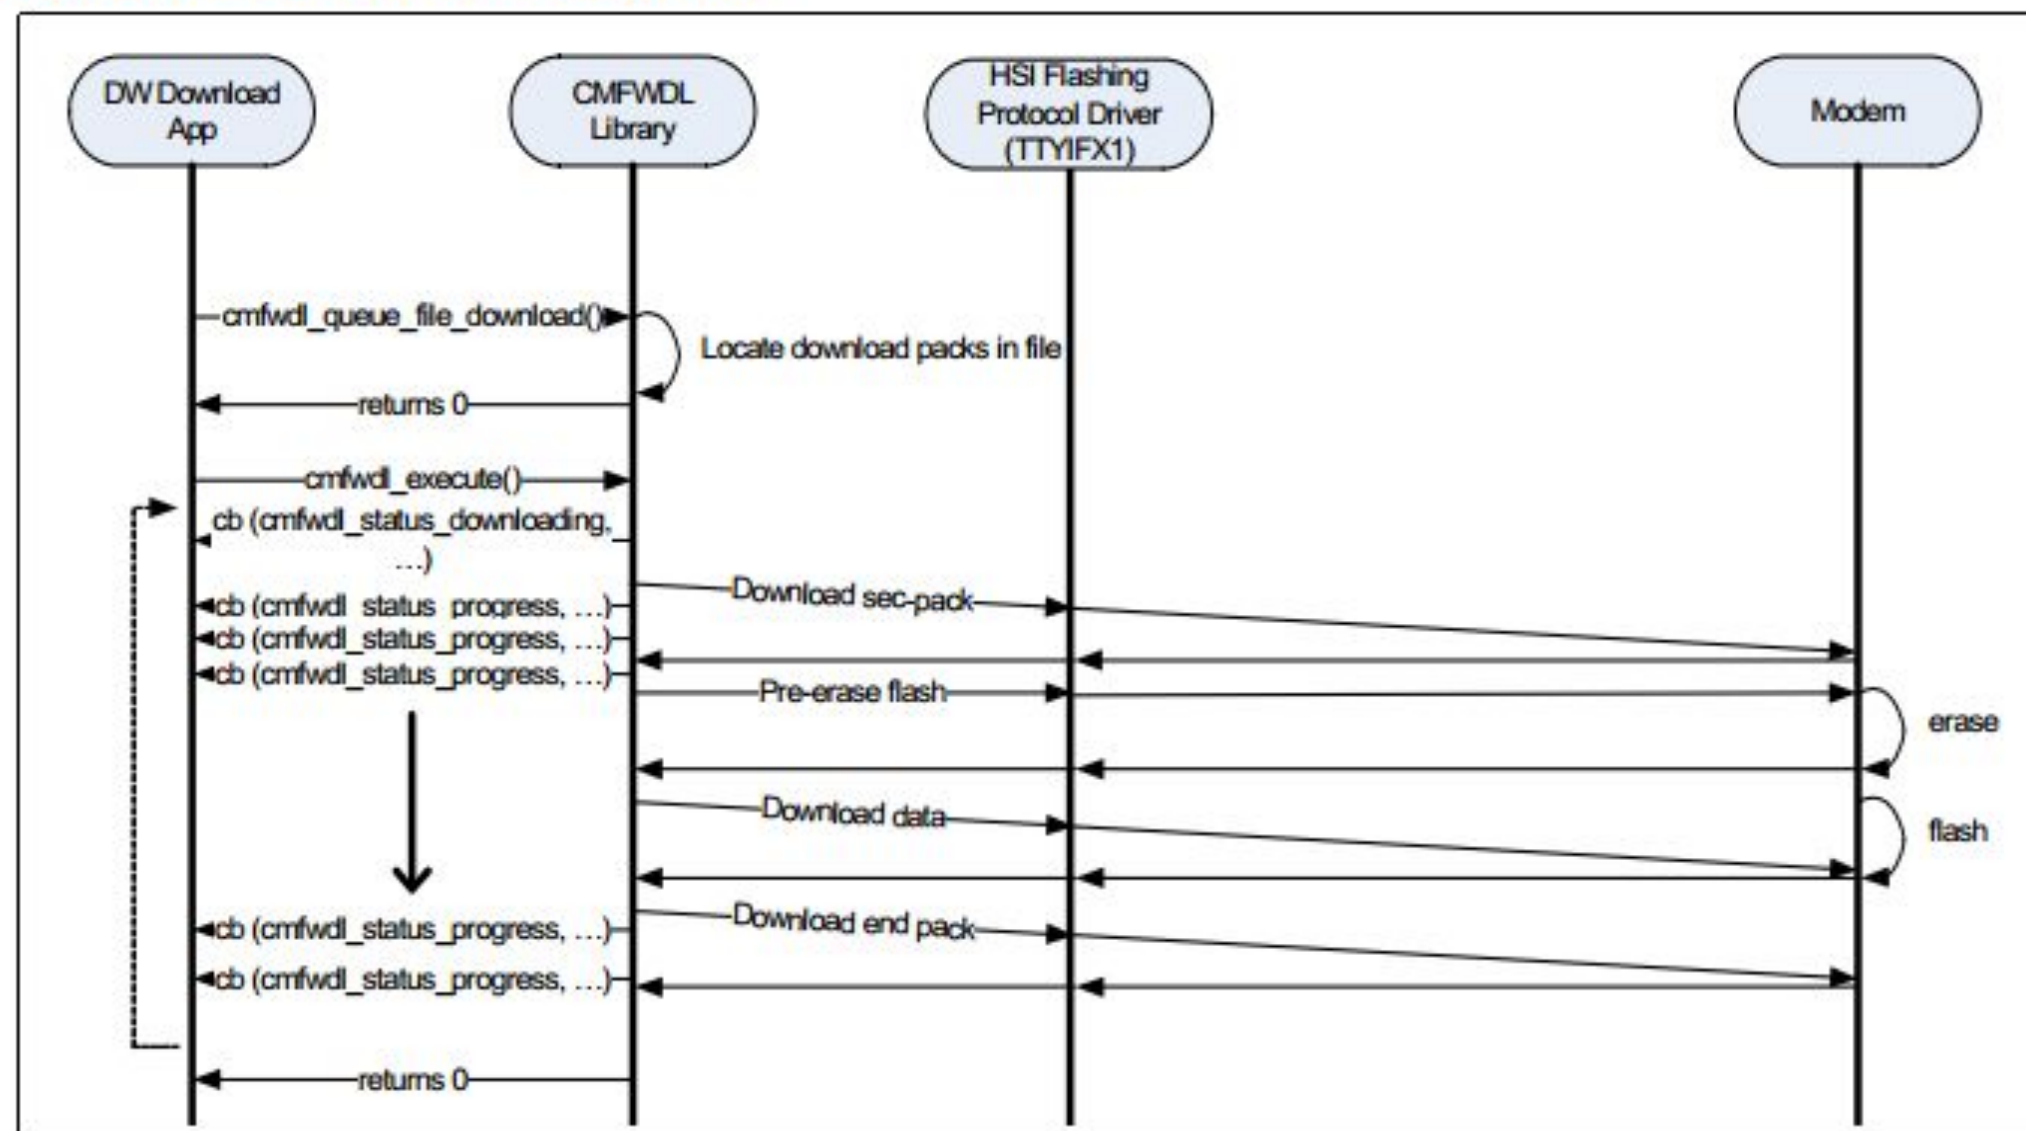 DW Download
App
CMFWDL
Library
HSI Flashing
Protocol Driver
(TTYIFX1)
Modem
cmfwdl_queue_file_download()
Locate download packs in file
returns 0
cmfwdl_execute()
cb (cmfwdl_status_downloading,
…)
Download sec-pack
cb (cmfwdl_status_progress, …)
cb (cmfwdl_status_progress, …)
cb (cmfwdl_status_progress, …)
Pre-erase flash
erase
Download data
flash
Download end pack
cb (cmfwdl_status_progress, …)
cb (cmfwdl_status_progress, …)
returns 0